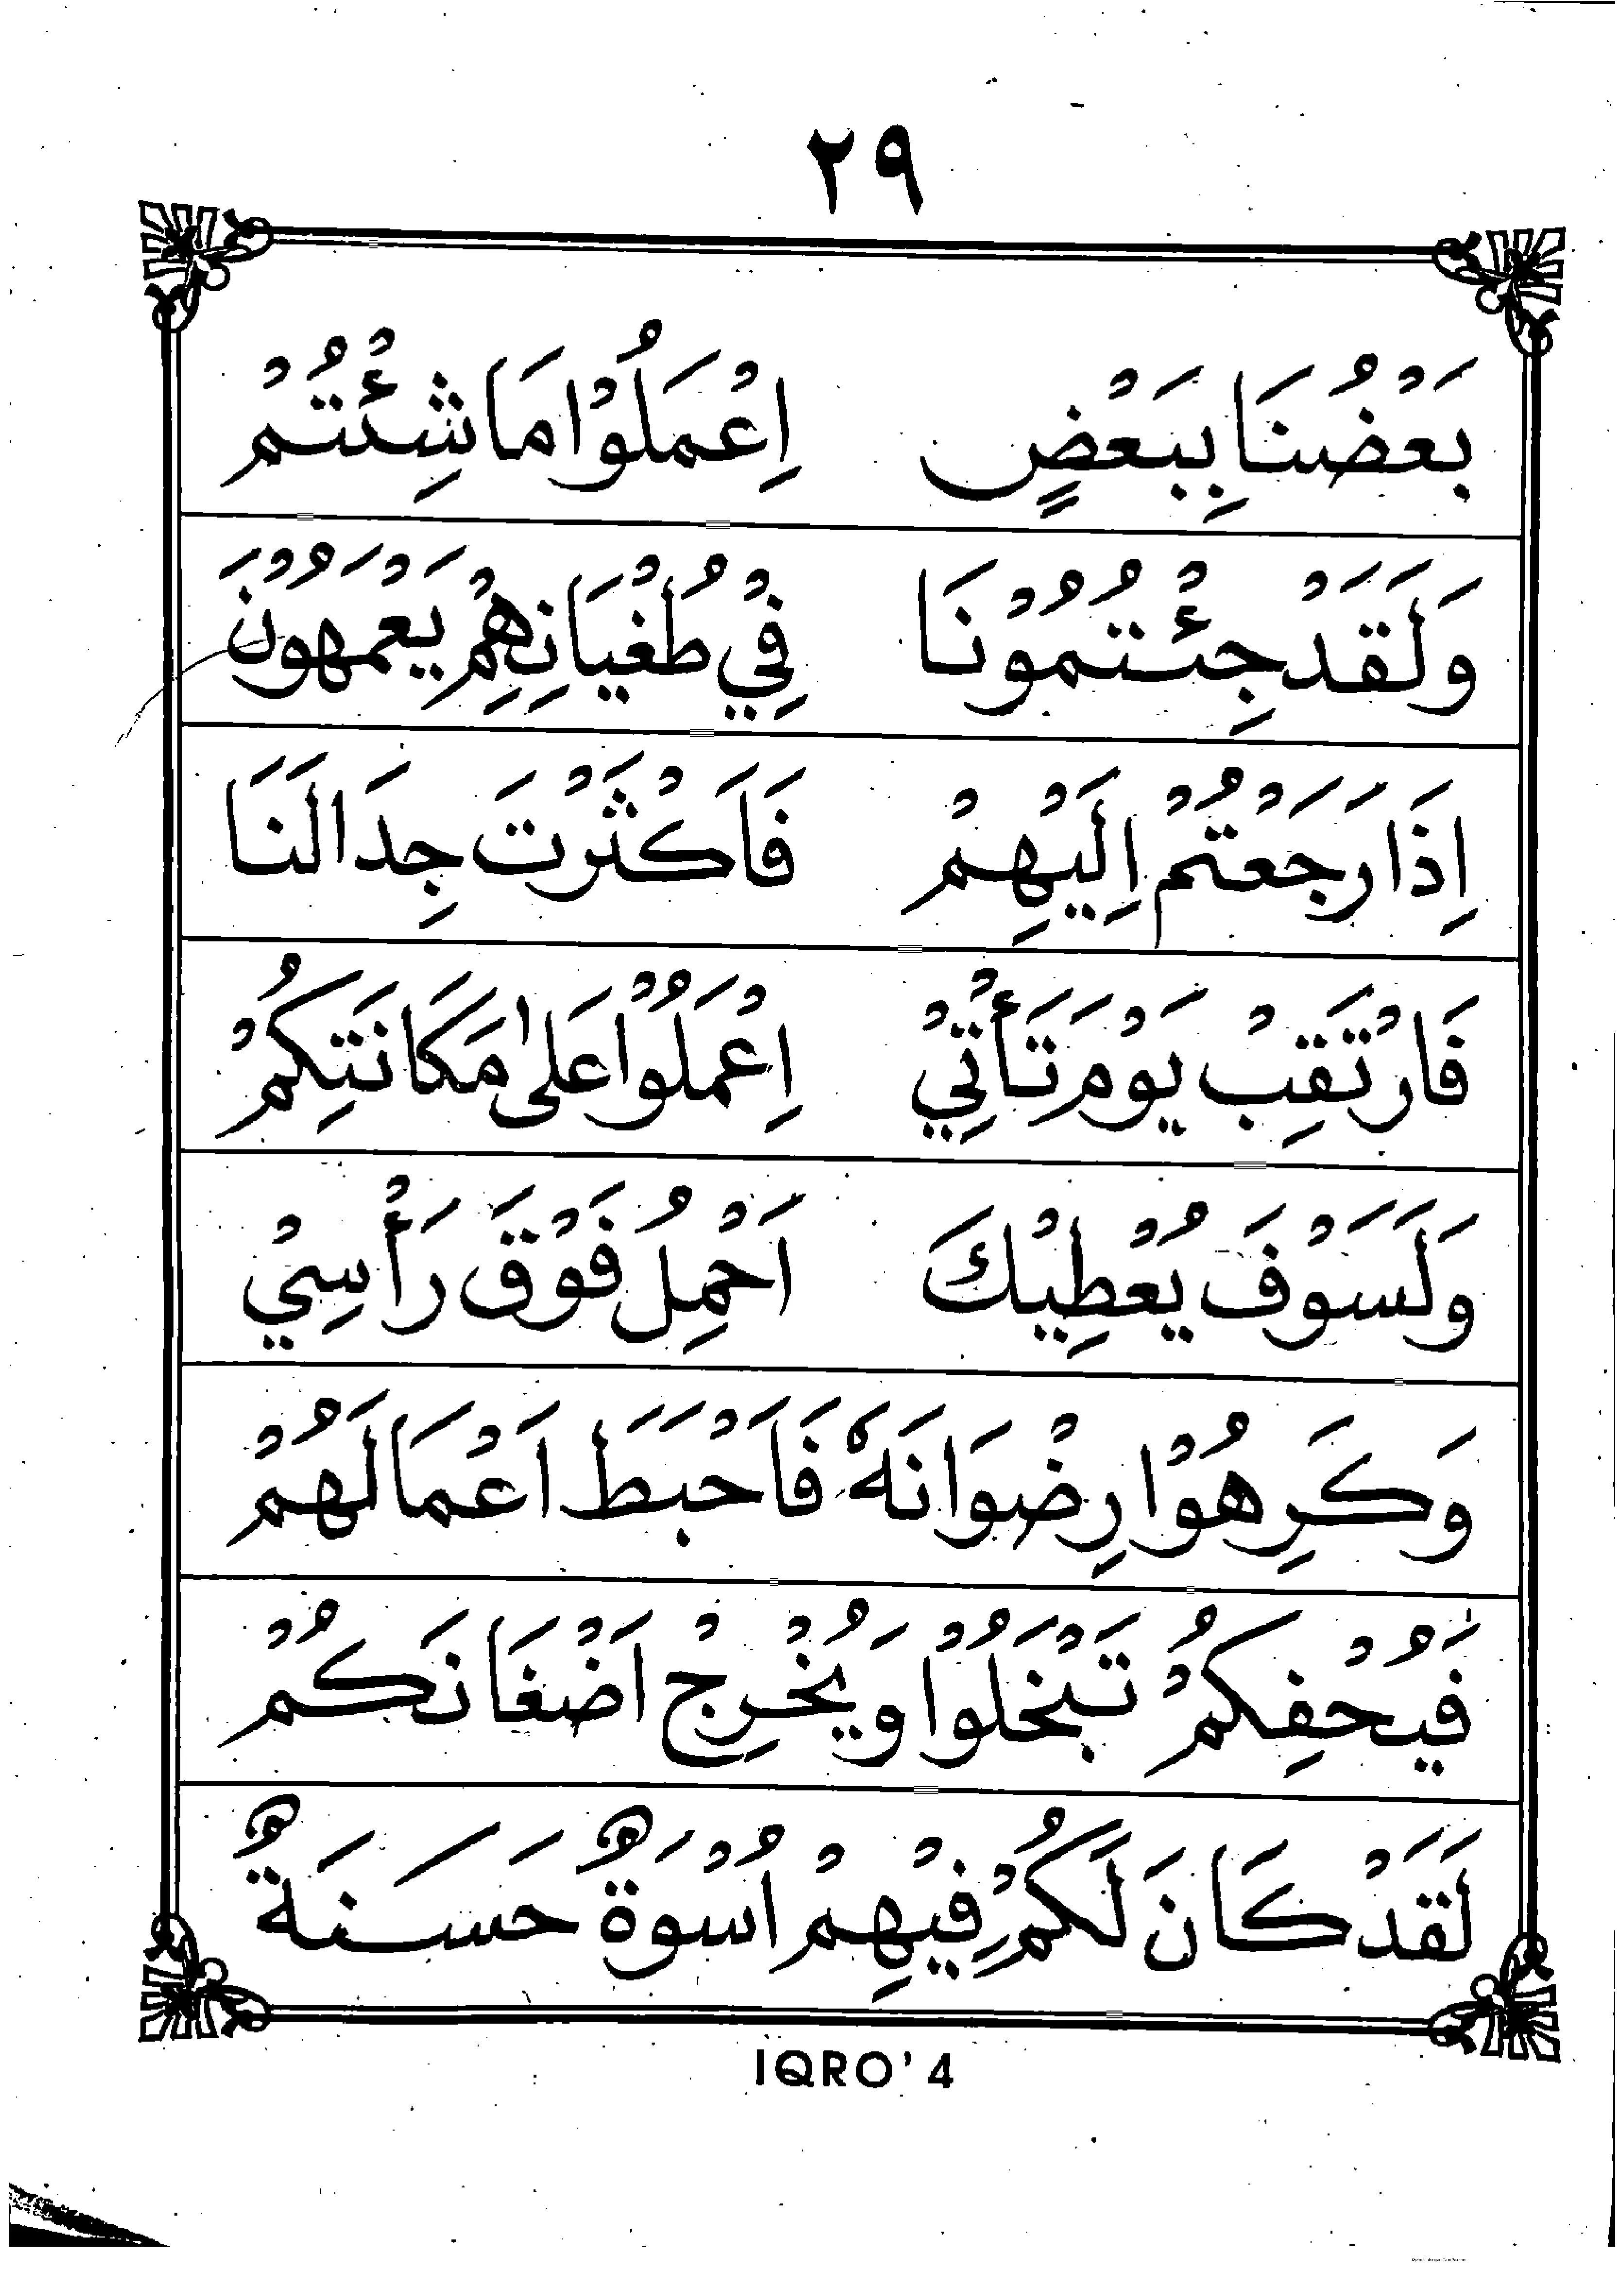 ٢٩
بَعْضُنَا بِبَعْضٍ اِعْمَلُوْا مَا شِئْتُمْ
وَلَقَدْ جِئْتُمُوْنَا فِيْ طُغْيَانِهِمْ يَعْمَهُوْنَ
اِذَا رَجَعْتُمْ اِلَيْهِمْ فَاَكْثَرْتَ جِدَالَنَا
فَارْتَقِبْ يَوْمَ تَأْتِيْ اِعْمَلُوْا عَلٰى مَكَانَتِكُمْ
وَلَسَوْفَ يُعْطِيْكَ اَحْمِلُ فَوْقَ رَأْسِيْ
وَكَرِهُوْا رِضْوَانَهٗ فَاَحْبَطَ اَعْمَالَهُمْ
فَيُحْفِكُمْ تَبْخَلُوْا وَيُخْرِجْ اَضْغَانَكُمْ
لَقَدْ كَانَ لَكُمْ فِيْهِمْ اُسْوَةٌ حَسَنَةٌ
IQRO' 4